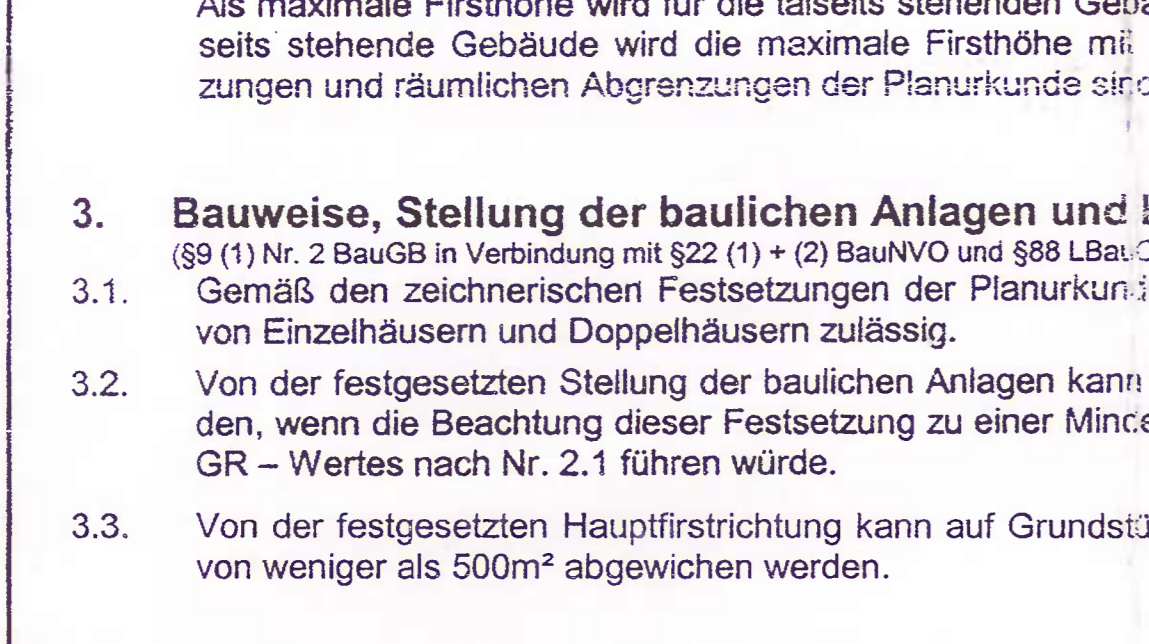 Als maximale Firsthöhe wird für die talseits stehenden
seits stehende Gebäude wird die maximale Firsthöhe mit
zungen und räumlichen Abgrenzungen der Planurkunde sind
3. Bauweise, Stellung der baulichen Anlagen und
(§9 (1) Nr. 2 BauGB in Verbindung mit §22 (1) + (2) BauNVO und §88 LBauO
3.1. Gemäß den zeichnerischen Festsetzungen der
von Einzelhäusern und Doppelhäusern zulässig.
3.2. Von der festgesetzten Stellung der baulichen Anlagen kann
den, wenn die Beachtung dieser Festsetzung zu einer
GR – Wertes nach Nr. 2.1 führen würde.
3.3. Von der festgesetzten Hauptfirstrichtung kann auf
von weniger als 500m² abgewichen werden.